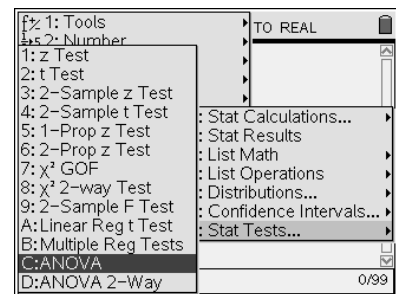 1: Tools
TO REAL
2: Number
1: z Test
2: t Test
3: 2-Sample z Test
4: 2-Sample t Test
5: 1-Prop z Test
6: 2-Prop z Test
7: χ² GOF
8: χ² 2-way Test
9: 2-Sample F Test
A:Linear Reg t Test
B:Multiple Reg Tests
C:ANOVA
D:ANOVA 2-Way
: Stat Calculations...
: Stat Results
: List Math
: List Operations
: Distributions...
: Confidence Intervals...
: Stat Tests...
0/99